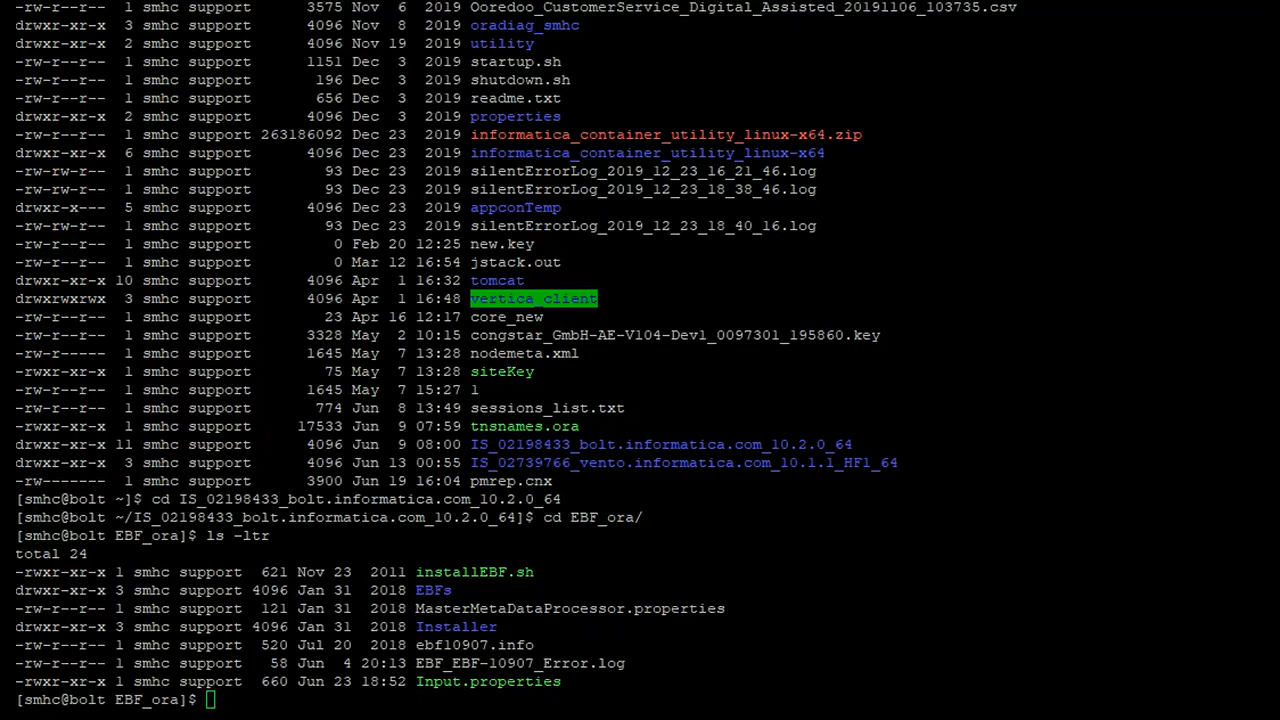 -rw-r--r-- 1 smhc support 3575 Nov 6 2019 Ooredoo_CustomerService_Digital_Assisted_20191106_103735.csv
drwxr-xr-x 3 smhc support 4096 Nov 8 2019 oradiag_smhc
drwxr-xr-x 2 smhc support 4096 Nov 19 2019 utility
-rw-r--r-- 1 smhc support 1151 Dec 3 2019 startup.sh
-rw-r--r-- 1 smhc support 196 Dec 3 2019 shutdown.sh
-rw-r--r-- 1 smhc support 656 Dec 3 2019 readme.txt
drwxr-xr-x 2 smhc support 4096 Dec 3 2019 properties
-rw-r--r-- 1 smhc support 263186092 Dec 23 2019 informatica_container_utility_linux-x64.zip
drwxr-xr-x 6 smhc support 4096 Dec 23 2019 informatica_container_utility_linux-x64
-rw-rw-r-- 1 smhc support 93 Dec 23 2019 silentErrorLog_2019_12_23_16_21_46.log
-rw-rw-r-- 1 smhc support 93 Dec 23 2019 silentErrorLog_2019_12_23_18_38_46.log
drwxr-x--- 5 smhc support 4096 Dec 23 2019 appconTemp
-rw-rw-r-- 1 smhc support 93 Dec 23 2019 silentErrorLog_2019_12_23_18_40_16.log
-rw-r--r-- 1 smhc support 0 Feb 20 12:25 new.key
-rw-r--r-- 1 smhc support 0 Mar 12 16:54 jstack.out
drwxr-xr-x 10 smhc support 4096 Apr 1 16:32 tomcat
drwxrwxrwx 3 smhc support 4096 Apr 1 16:48 vertica_client
-rw-r--r-- 1 smhc support 23 Apr 16 12:17 core_new
-rw-r--r-- 1 smhc support 3328 May 2 10:15 congstar_GmbH-AE-V104-Dev1_0097301_195860.key
-rw-r----- 1 smhc support 1645 May 7 13:28 nodemeta.xml
-rw-r--r-- 1 smhc support 75 May 7 13:28 siteKey
-rw-r----- 1 smhc support 1645 May 7 15:27 l
-rw-r--r-- 1 smhc support 774 Jun 8 13:49 sessions_list.txt
-rwxr-xr-x 1 smhc support 17533 Jun 9 07:59 tnsnames.ora
drwxr-xr-x 11 smhc support 4096 Jun 9 08:00 IS_02198433_bolt.informatica.com_10.2.0_64
drwxr-xr-x 3 smhc support 4096 Jun 13 00:55 IS_02739766_vento.informatica.com_10.1.1_HF1_64
-rw------- 1 smhc support 3900 Jun 19 16:04 pmrep.cnx
[smhc@bolt ~]$ cd IS_02198433_bolt.informatica.com_10.2.0_64
[smhc@bolt ~/IS_02198433_bolt.informatica.com_10.2.0_64]$ cd EBF_ora/
[smhc@bolt EBF_ora]$ ls -ltr
total 24
-rwxr-xr-x 1 smhc support 621 Nov 23 2011 installEBF.sh
drwxr-xr-x 3 smhc support 4096 Jan 31 2018 EBFs
-rw-r--r-- 1 smhc support 121 Jan 31 2018 MasterMetaDataProcessor.properties
drwxr-xr-x 3 smhc support 4096 Jan 31 2018 Installer
-rw-r--r-- 1 smhc support 520 Jul 20 2018 ebf10907.info
-rw-r--r-- 1 smhc support 58 Jun 4 20:13 EBF_EBF-10907_Error.log
-rwxr-xr-x 1 smhc support 660 Jun 23 18:52 Input.properties
[smhc@bolt EBF_ora]$